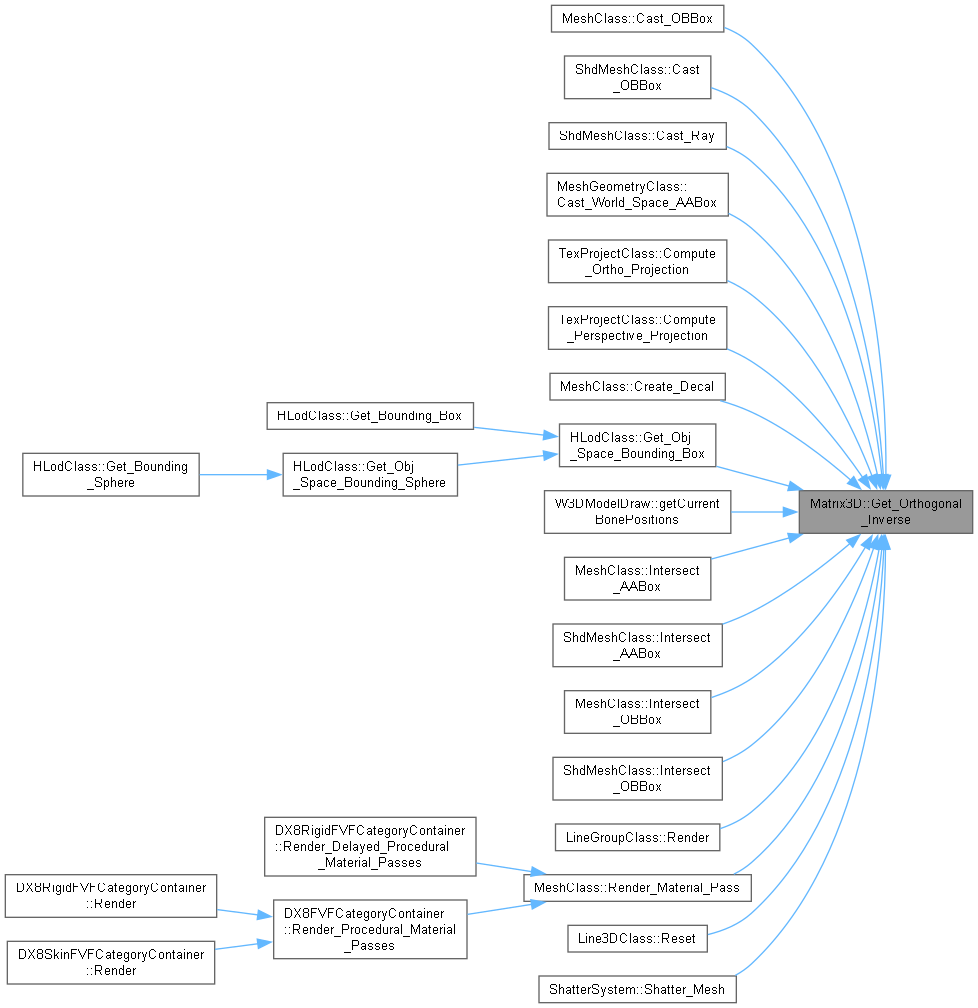 MeshClass::Cast_OBBox
ShdMeshClass::Cast
_OBBox
ShdMeshClass::Cast_Ray
MeshGeometryClass::
Cast_World_Space_AABox
TexProjectClass::Compute
_Ortho_Projection
TexProjectClass::Compute
_Perspective_Projection
MeshClass::Create_Decal
HLodClass::Get_Bounding_Box
HLodClass::Get_Obj
_Space_Bounding_Box
HLodClass::Get_Bounding
_Sphere
HLodClass::Get_Obj
_Space_Bounding_Sphere
W3DModelDraw::getCurrent
BonePositions
Matrix3D::Get_Orthogonal
_Inverse
MeshClass::Intersect
_AABox
ShdMeshClass::Intersect
_AABox
MeshClass::Intersect
_OBBox
ShdMeshClass::Intersect
_OBBox
LineGroupClass::Render
DX8RigidFVFCategoryContainer
::Render_Delayed_Procedural
_Material_Passes
MeshClass::Render_Material_Pass
DX8RigidFVFCategoryContainer
::Render
DX8FVFCategoryContainer
::Render_Procedural_Material
_Passes
Line3DClass::Reset
DX8SkinFVFCategoryContainer
::Render
ShatterSystem::Shatter_Mesh